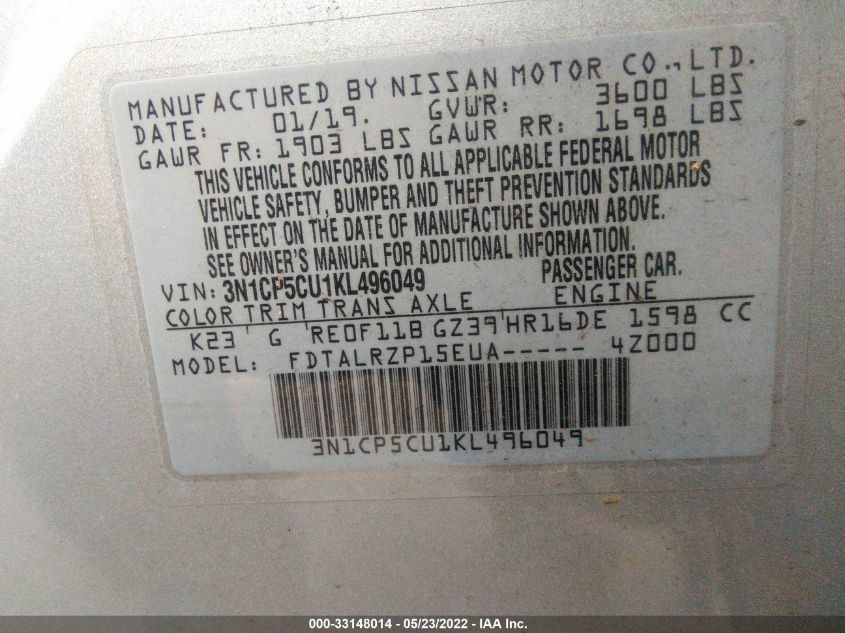 MANUFACTURED BY NISSAN MOTOR CO.,LTD.
DATE: 01/19. GVWR: 3600 LBS
GAWR FR: 1903 LBS GAWR RR: 1698 LBS
THIS VEHICLE CONFORMS TO ALL APPLICABLE FEDERAL MOTOR
VEHICLE SAFETY, BUMPER AND THEFT PREVENTION STANDARDS
IN EFFECT ON THE DATE OF MANUFACTURE SHOWN ABOVE.
SEE OWNER'S MANUAL FOR ADDITIONAL INFORMATION.
VIN: 3N1CP5CU1KL496049 PASSENGER CAR.
COLOR TRIM TRANS AXLE ENGINE
K23 G RE0F11B GZ39 HR16DE 1598 CC
MODEL: FDTALRZP15EUA----- 4Z000
3N1CP5CU1KL496049
000-33148014 — 05/23/2022 — IAA Inc.